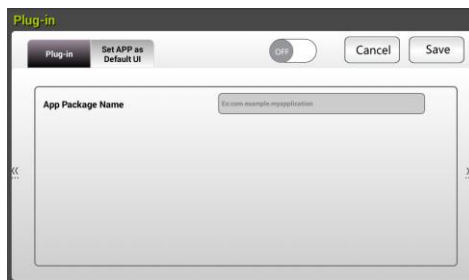 Plug-in
Plug-in
Set APP as
Default UI
OFF
Cancel
Save
App Package Name
Ex:com.example.myapplication